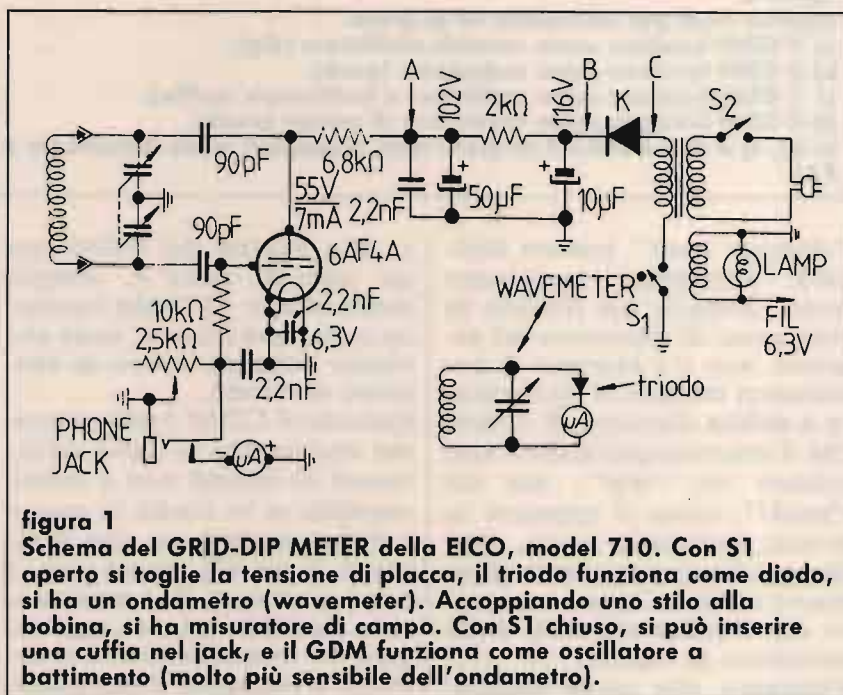 A
102V
2kΩ
116V
B
K
C
S2
90pF
6,8kΩ
55V
7mA
2,2nF
50µF
10µF
90pF
6AF4A
10kΩ
2,2nF
6,3V
25kΩ
2,2nF
PHONE
JACK
µA
WAVEMETER
S1
LAMP
FIL
6,3V
triodo
µA
figura 1
Schema del GRID-DIP METER della EICO, model 710. Con S1
aperto si toglie la tensione di placca, il triodo funziona come diodo,
si ha un ondametro (wavemeter). Accoppiando uno stilo alla
bobina, si ha misuratore di campo. Con S1 chiuso, si può inserire
una cuffia nel jack, e il GDM funziona come oscillatore a
battimento (molto più sensibile dell'ondametro).